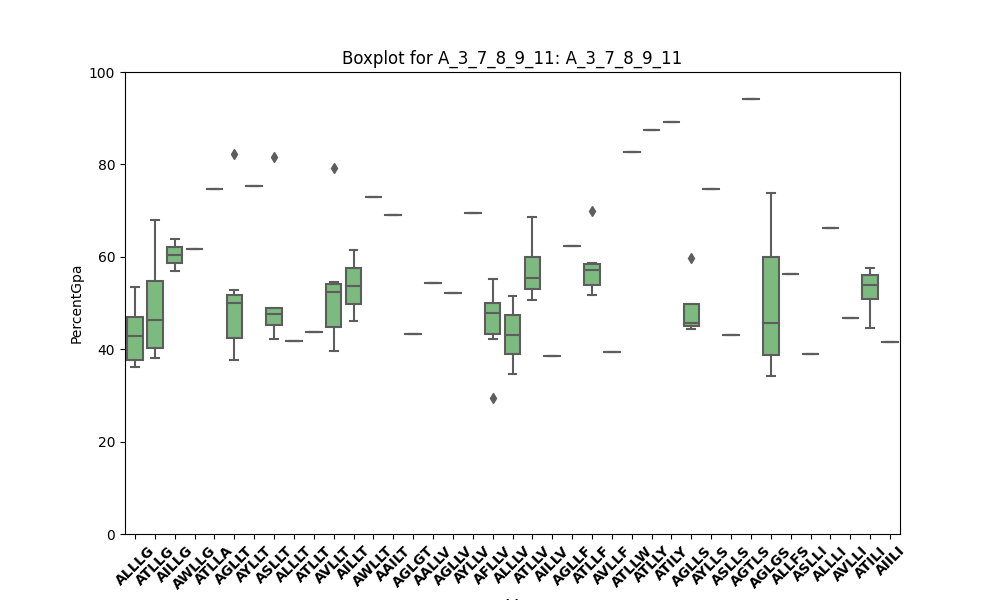 Boxplot for A_3_7_8_9_11: A_3_7_8_9_11
PercentGpa
100
80
60
40
20
0
ALLLG
ATLLG
AILLG
AWLLG
ATLLA
AGLLT
AYLLT
ASLLT
ALLLT
ATLLT
AVLLT
AILLT
AWLLT
AAILT
AGLGT
AALLV
AGLLV
AYLLV
AFLLV
ALLLV
ATLLV
AILLV
AGLLF
ATLLF
AVLLF
ATLLW
ATLLY
ATILY
AGLLS
AYLLS
ASLLS
AGTLS
AGLGS
ALLFS
ASLLI
ALLLI
AVLLI
ATILI
AIILI